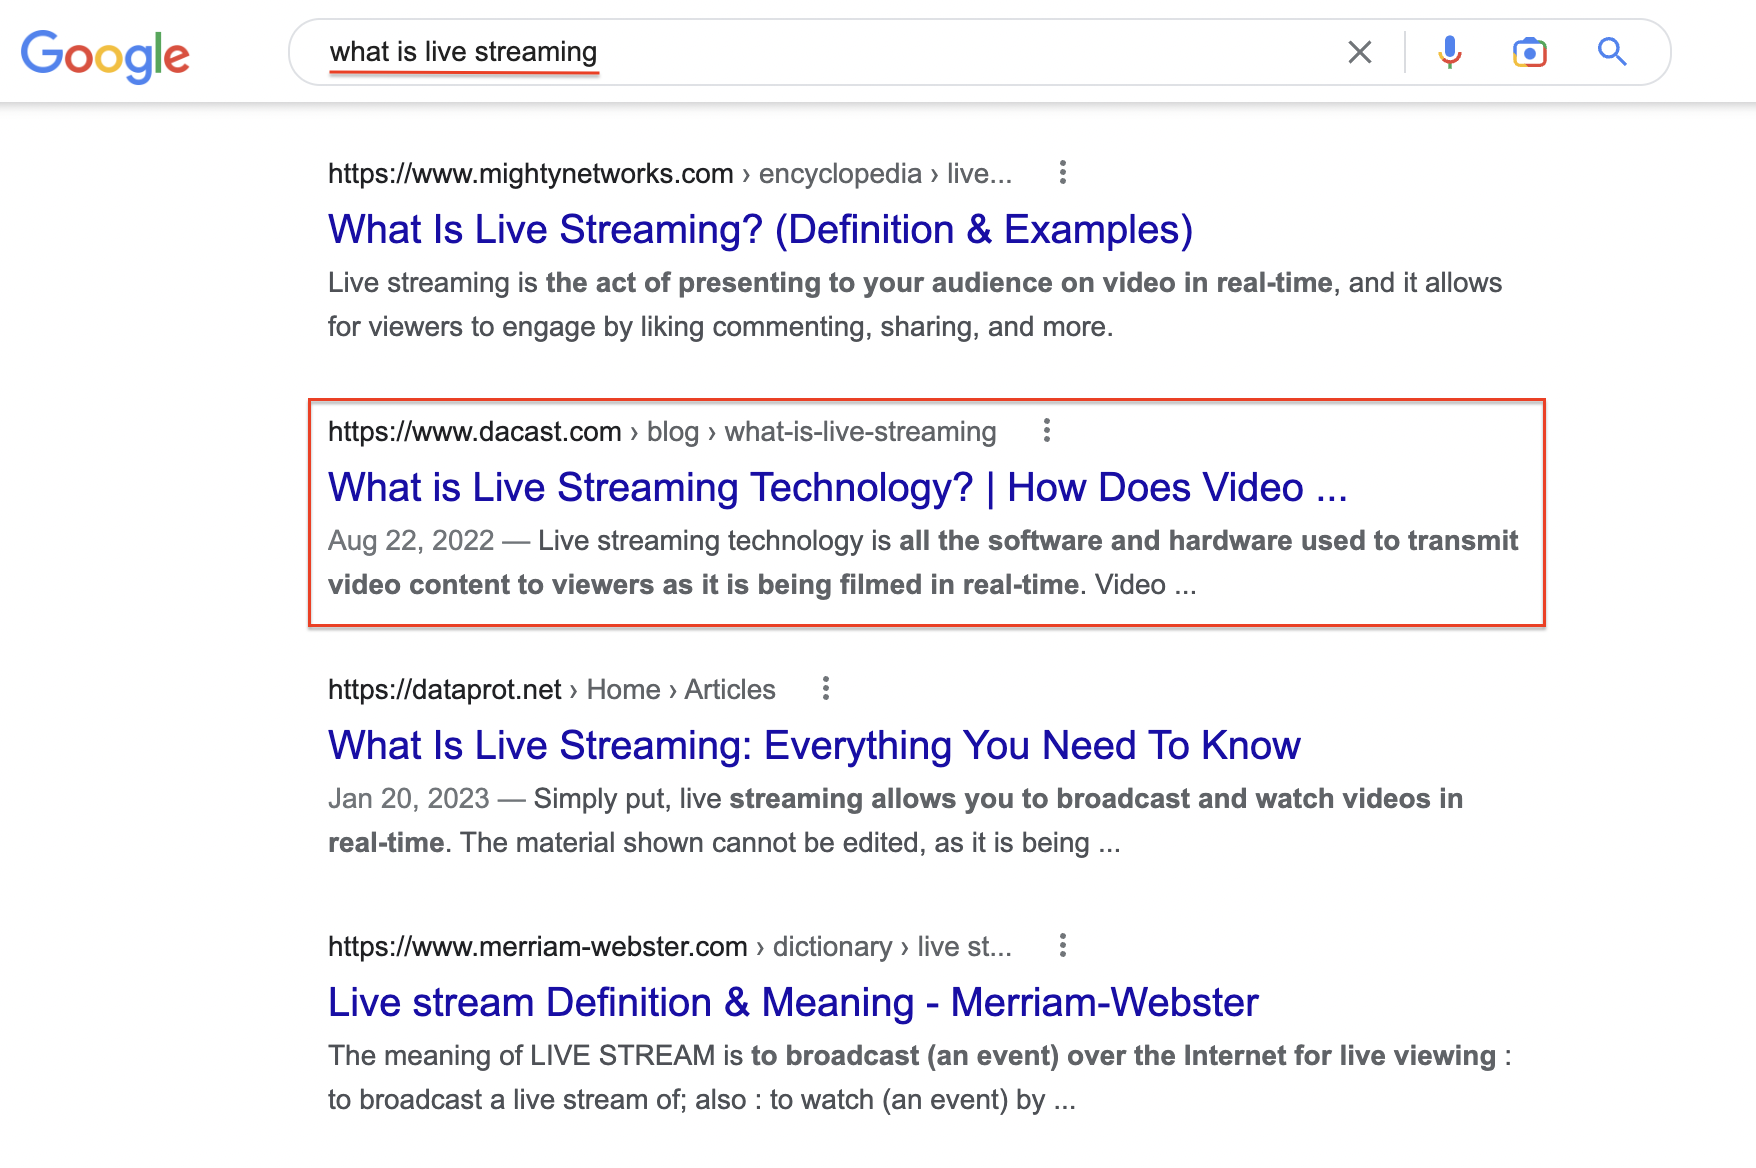 Google
what is live streaming
https://www.mightynetworks.com › encyclopedia › live...
What Is Live Streaming? (Definition & Examples)
Live streaming is the act of presenting to your audience on video in real-time, and it allows
for viewers to engage by liking commenting, sharing, and more.
https://www.dacast.com › blog › what-is-live-streaming
What is Live Streaming Technology? | How Does Video ...
Aug 22, 2022 — Live streaming technology is all the software and hardware used to transmit
video content to viewers as it is being filmed in real-time. Video ...
https://dataprot.net › Home › Articles
What Is Live Streaming: Everything You Need To Know
Jan 20, 2023 — Simply put, live streaming allows you to broadcast and watch videos in
real-time. The material shown cannot be edited, as it is being ...
https://www.merriam-webster.com › dictionary › live st...
Live stream Definition & Meaning - Merriam-Webster
The meaning of LIVE STREAM is to broadcast (an event) over the Internet for live viewing :
to broadcast a live stream of; also : to watch (an event) by ...